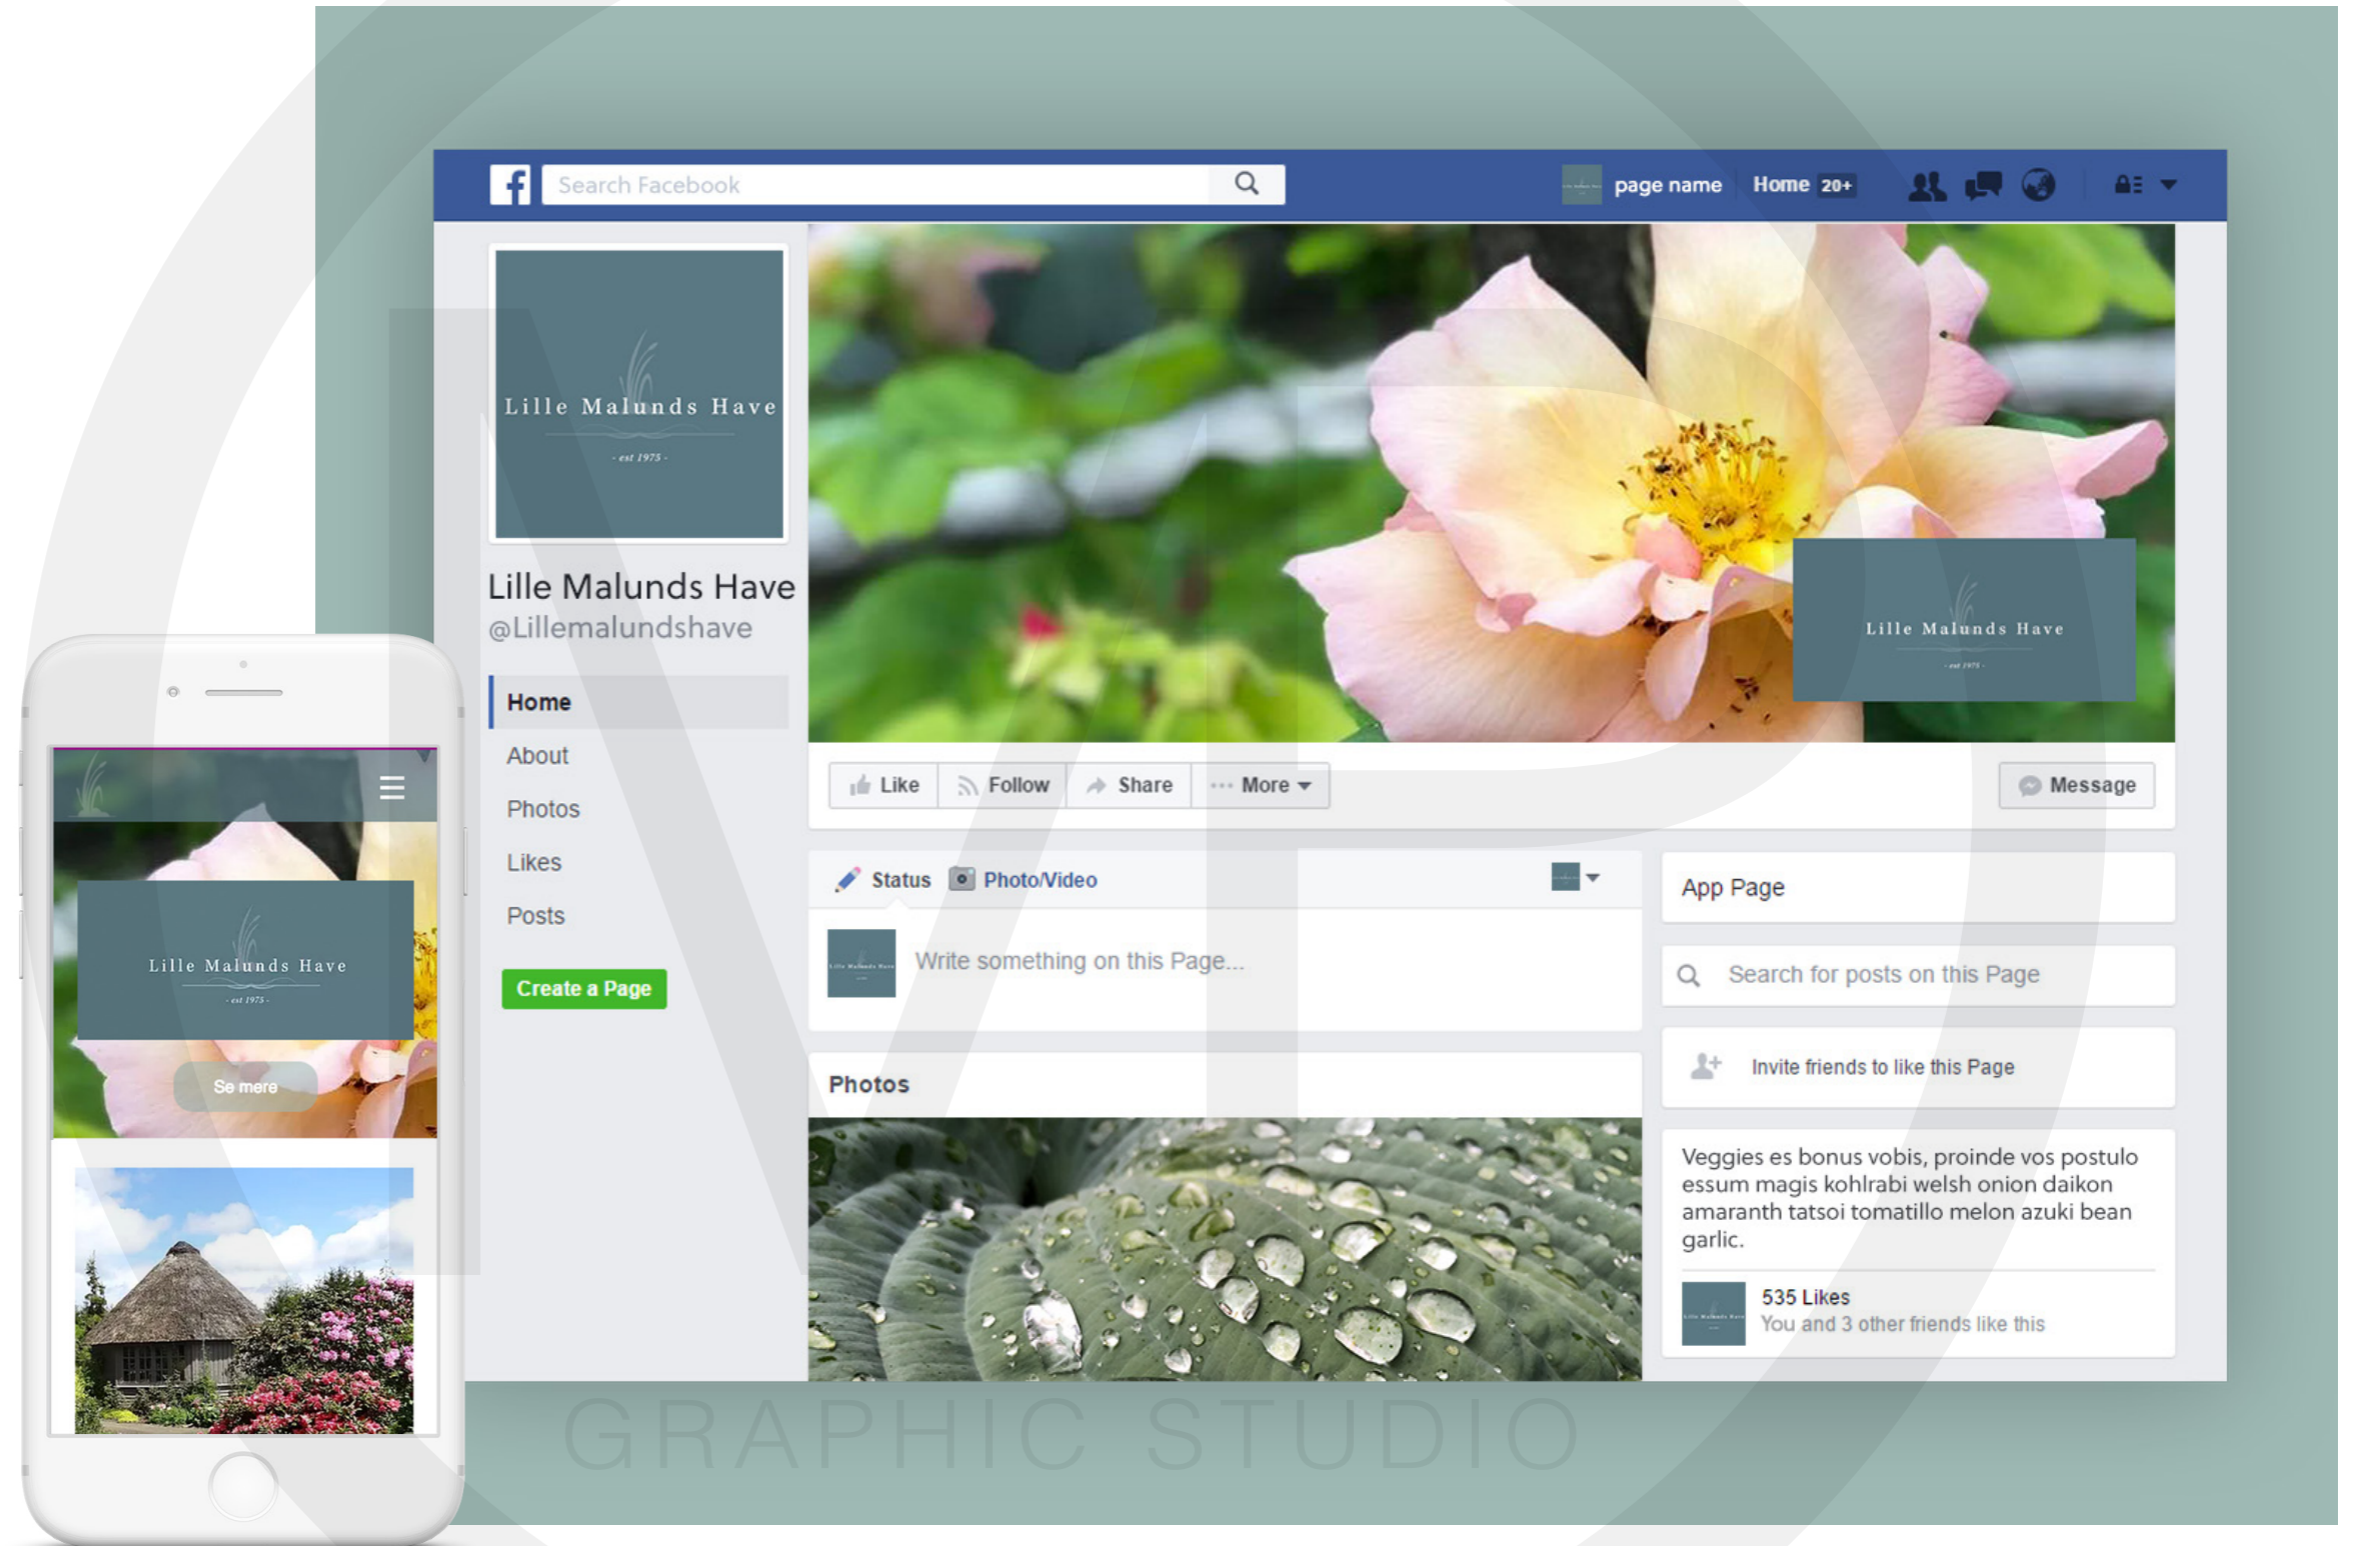 Search Facebook
page name
Home 20+
Lille Malunds Have
- est 1975 -
Lille Malunds Have
@Lillemalundshave
Home
About
Photos
Likes
Posts
Create a Page
Lille Malunds Have
- est 1975 -
Like
Follow
Share
More
Message
Status
Photo/Video
Write something on this Page...
Photos
App Page
Search for posts on this Page
Invite friends to like this Page
Veggies es bonus vobis, proinde vos postulo
essum magis kohlrabi welsh onion daikon
amaranth tatsoi tomatillo melon azuki bean
garlic.
535 Likes
You and 3 other friends like this
Lille Malunds Have
- est 1975 -
Se mere
GRAPHIC STUDIO